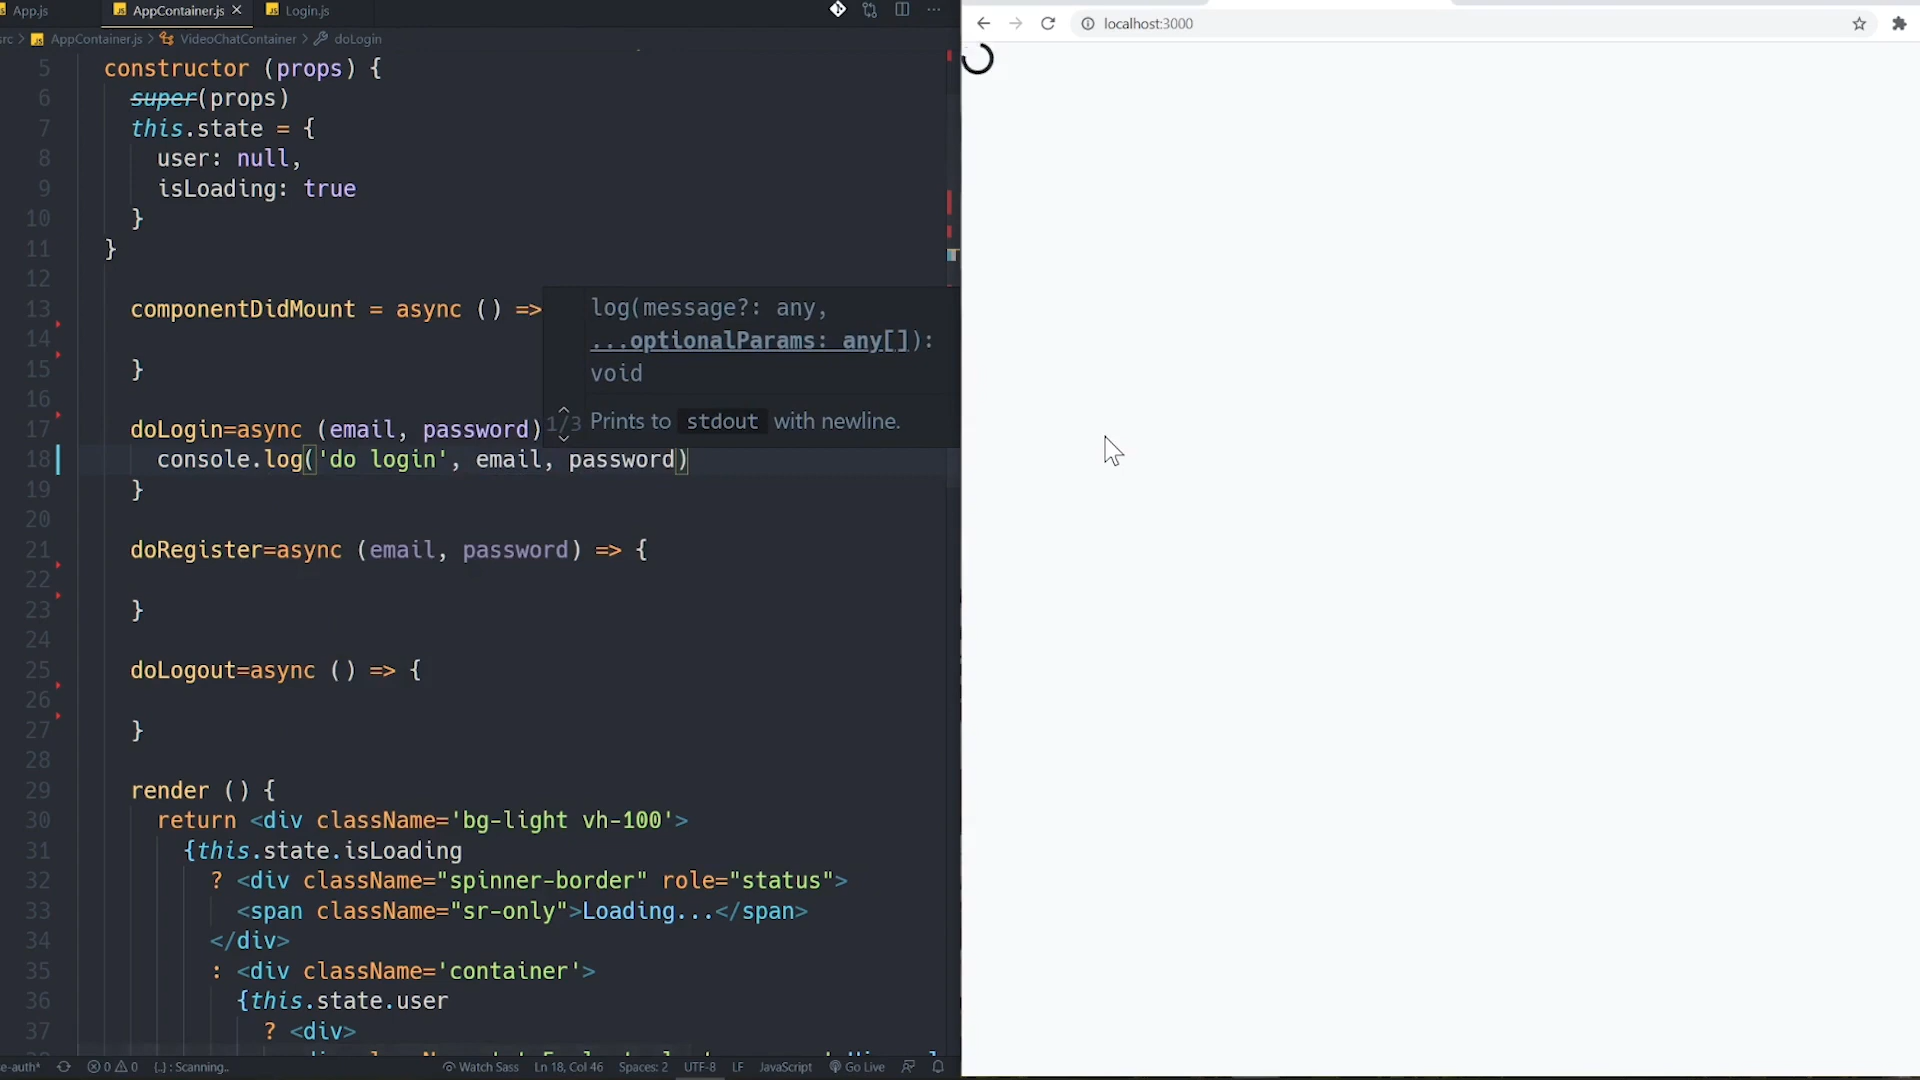 App.js
AppContainer.js
Login.js
AppContainer.js > VideoChatContainer > doLogin
5 constructor (props) {
6 super(props)
7 this.state = {
8 user: null,
9 isLoading: true
10 }
11 }
12
13 componentDidMount = async () =>
14
15 }
16
17 doLogin=async (email, password)
18 console.log('do login', email, password)
19 }
20
21 doRegister=async (email, password) => {
22
23 }
24
25 doLogout=async () => {
26
27 }
28
29 render () {
30 return <div className='bg-light vh-100'>
31 {this.state.isLoading
32 ? <div className="spinner-border" role="status">
33 <span className="sr-only">Loading...</span>
34 </div>
35 : <div className='container'>
36 {this.state.user
37 ? <div>
log(message?: any,
...optionalParams: any[]):
void
1/3 Prints to stdout with newline.
e-auth* 0 0 {..} : Scanning.. Watch Sass Ln 18, Col 46 Spaces: 2 UTF-8 LF JavaScript Go Live
localhost:3000